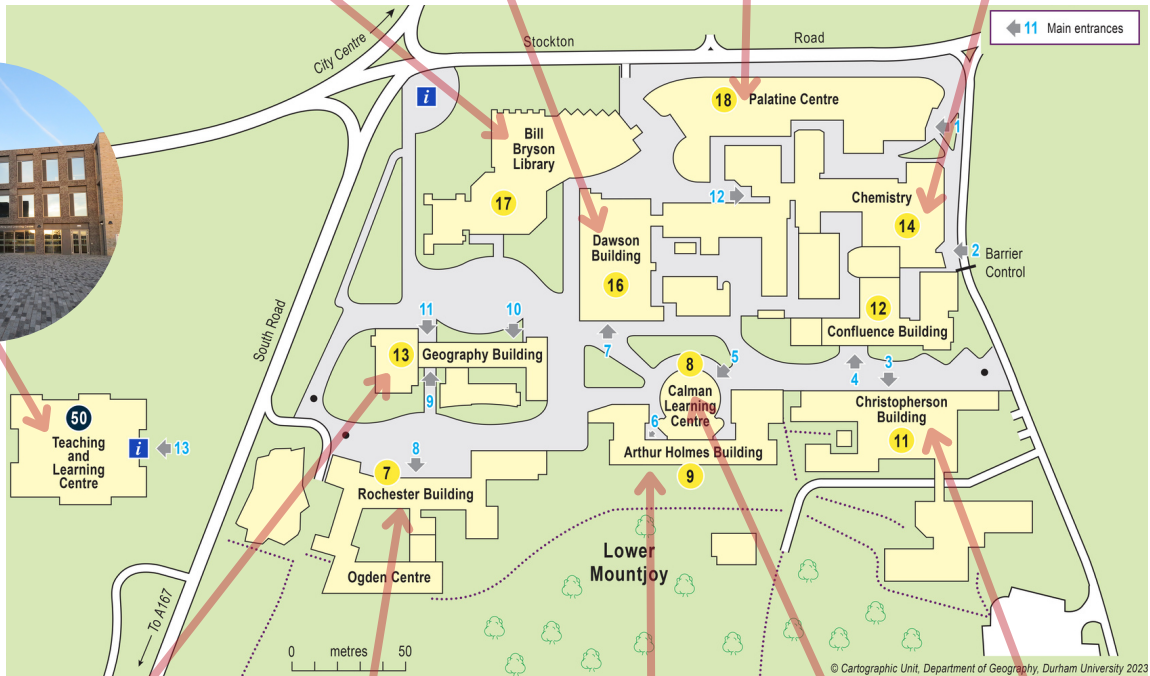 11 Main entrances
City Centre
Stockton Road
i
18 Palatine Centre
1
Bill
Bryson
Library
17
12
Chemistry
14
Dawson
Building
16
2 Barrier
Control
12
Confluence Building
South Road
11
10
13 Geography Building
9
7
8
Calman
Learning
Centre
5
4
3
Christopherson
Building
11
6
Arthur Holmes Building
9
50
Teaching
and
Learning
Centre
i
13
8
7
Rochester Building
Ogden Centre
Lower
Mountjoy
To A167
0 metres 50
© Cartographic Unit, Department of Geography, Durham University 2023